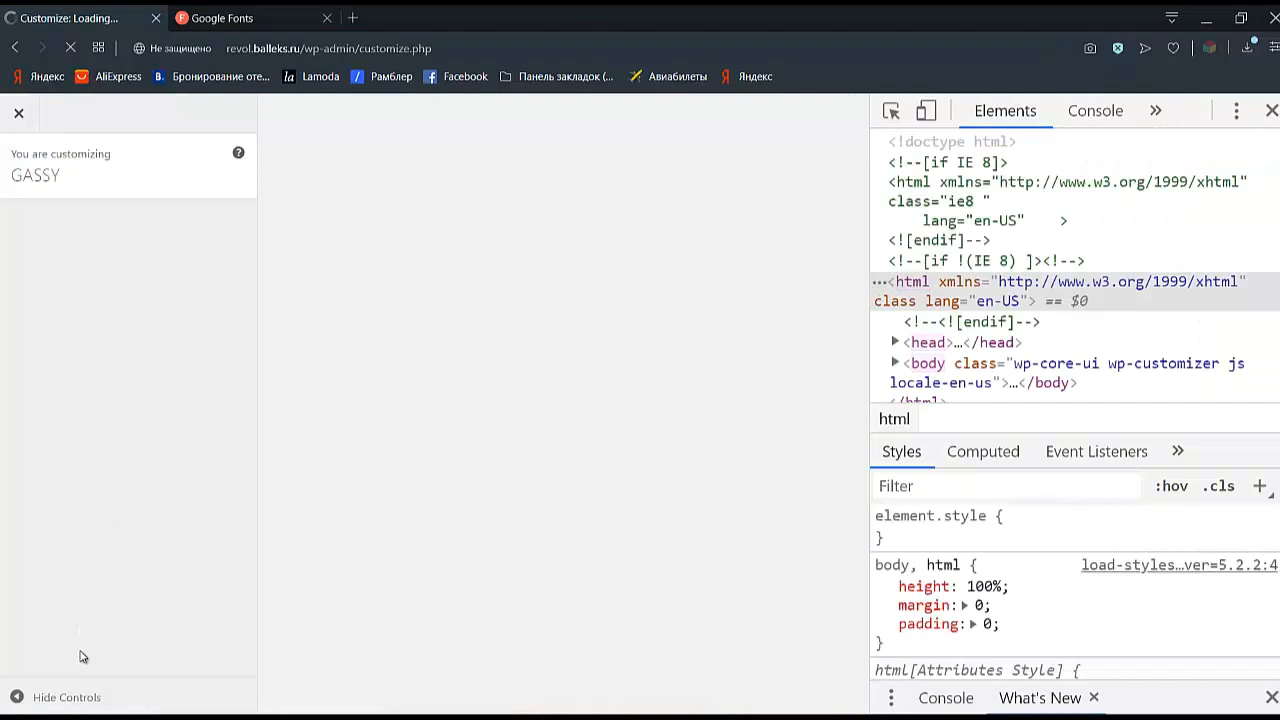 Customize: Loading...
Google Fonts
Не защищено revol.balleks.ru/wp-admin/customize.php
Яндекс AliExpress Бронирование оте... Lamoda Рамблер Facebook Панель закладок (... Авиабилеты Яндекс
You are customizing
GASSY
Hide Controls
Elements Console
<!doctype html>
<!--[if IE 8]>
<html xmlns="http://www.w3.org/1999/xhtml"
class="ie8 "
lang="en-US" >
<![endif]-->
<!--[if !(IE 8) ]><!-->
…<html xmlns="http://www.w3.org/1999/xhtml"
class lang="en-US"> == $0
<!--<![endif]-->
<head>…</head>
<body class="wp-core-ui wp-customizer js
locale-en-us">…</body>
</html>
html
Styles Computed Event Listeners
Filter :hov .cls +
element.style {
}
body, html { load-styles…ver=5.2.2:4
height: 100%;
margin: 0;
padding: 0;
}
html[Attributes Style] {
Console What's New